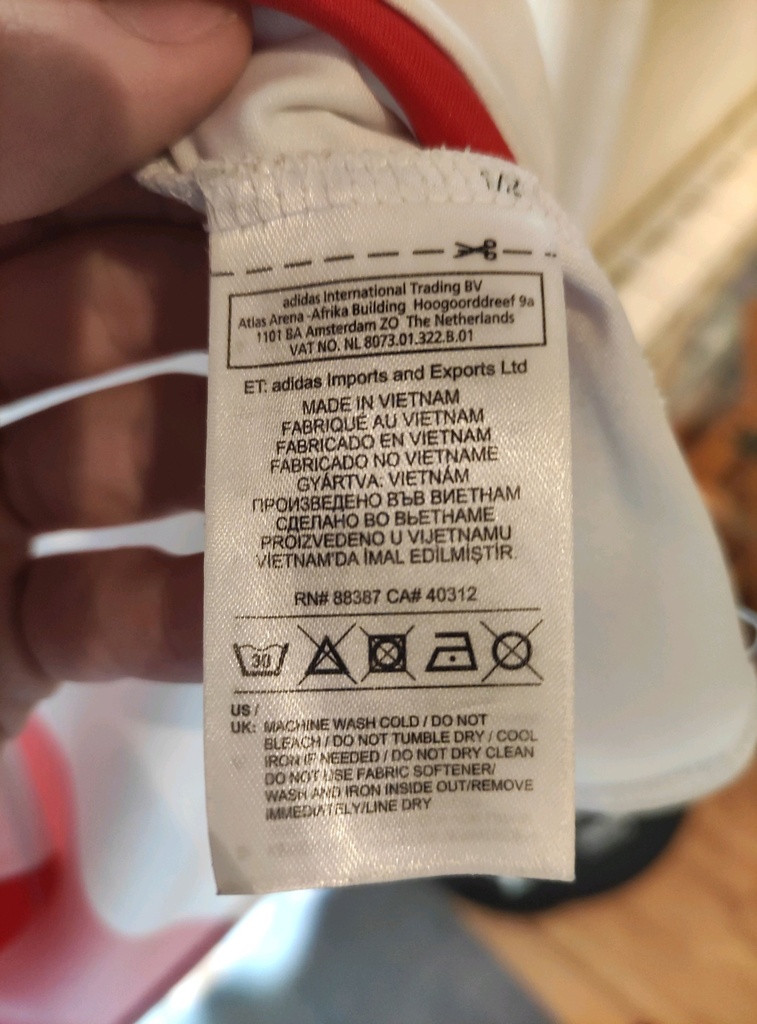 adidas International Trading BV
Atlas Arena -Afrika Building Hoogoorddreef 9a
1101 BA Amsterdam ZO The Netherlands
VAT NO. NL 8073.01.322.B.01
ET: adidas Imports and Exports Ltd
MADE IN VIETNAM
FABRIQUÉ AU VIETNAM
FABRICADO EN VIETNAM
FABRICADO NO VIETNAME
GYÁRTVA: VIETNÁM
ПРОИЗВЕДЕНО ВЪВ ВИЕТНАМ
СДЕЛАНО ВО ВЬЕТНАМЕ
PROIZVEDENO U VIJETNAMU
VIETNAM'DA İMAL EDİLMİŞTİR.
RN# 88387 CA# 40312
30
US /
UK: MACHINE WASH COLD / DO NOT
BLEACH / DO NOT TUMBLE DRY / COOL
IRON IF NEEDED / DO NOT DRY CLEAN
DO NOT USE FABRIC SOFTENER/
WASH AND IRON INSIDE OUT/REMOVE
IMMEDIATELY/LINE DRY